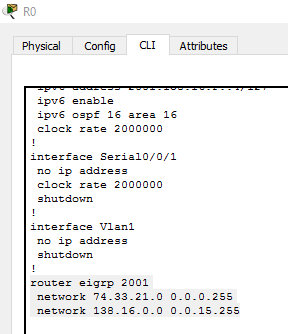 R0
Physical Config CLI Attributes
ipv6 enable
ipv6 ospf 16 area 16
clock rate 2000000
!
interface Serial0/0/1
no ip address
clock rate 2000000
shutdown
!
interface Vlan1
no ip address
shutdown
!
router eigrp 2001
network 74.33.21.0 0.0.0.255
network 138.16.0.0 0.0.15.255